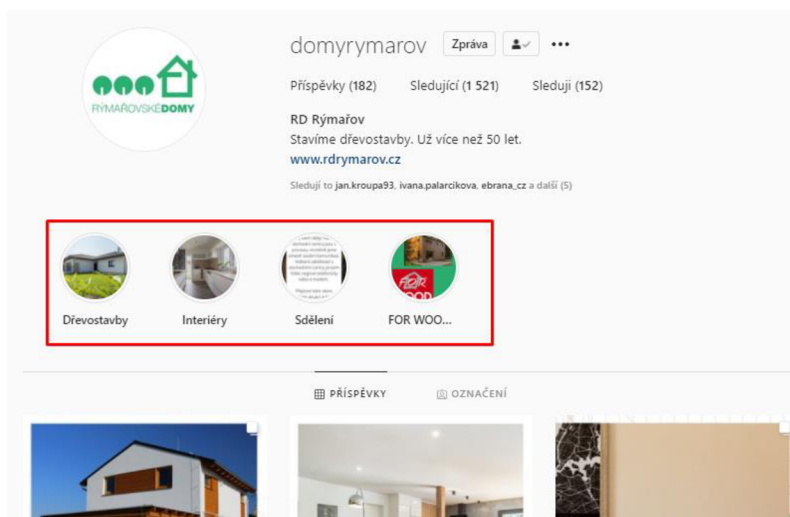 domyrymarov Zpráva
Příspěvky (182) Sledující (1 521) Sleduji (152)
RÝMAŘOVSKÉDOMY
RD Rýmařov
Stavíme dřevostavby. Už více než 50 let.
www.rdrymarov.cz
Sledují to jan.kroupa93, ivana.palarcikova, ebrana_cz a další (5)
Dřevostavby Interiéry Sdělení FOR WOO...
PŘÍSPĚVKY OZNAČENÍ